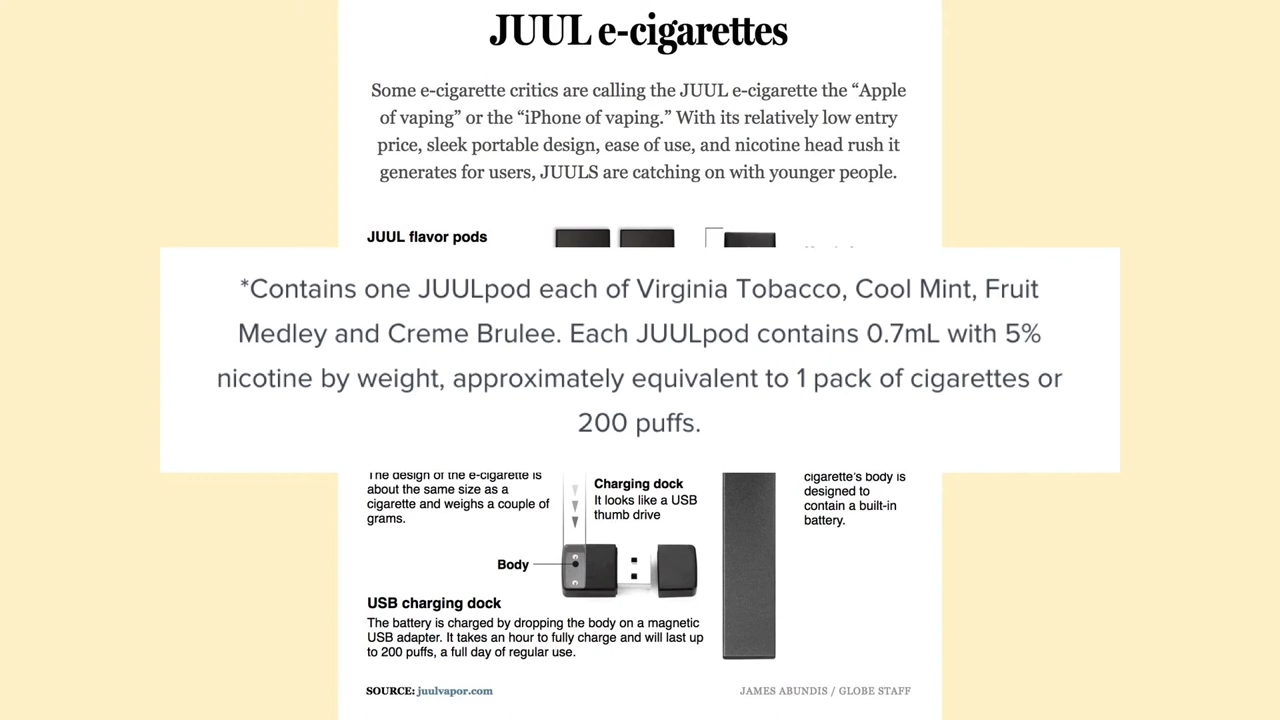 JUUL e-cigarettes
Some e-cigarette critics are calling the JUUL e-cigarette the “Apple
of vaping” or the “iPhone of vaping.” With its relatively low entry
price, sleek portable design, ease of use, and nicotine head rush it
generates for users, JUULS are catching on with younger people.
JUUL flavor pods
*Contains one JUULpod each of Virginia Tobacco, Cool Mint, Fruit
Medley and Creme Brulee. Each JUULpod contains 0.7mL with 5%
nicotine by weight, approximately equivalent to 1 pack of cigarettes or
200 puffs.
The design of the e-cigarette is
about the same size as a
cigarette and weighs a couple of
grams.
Charging dock
It looks like a USB
thumb drive
cigarette’s body is
designed to
contain a built-in
battery.
Body
USB charging dock
The battery is charged by dropping the body on a magnetic
USB adapter. It takes an hour to fully charge and will last up
to 200 puffs, a full day of regular use.
SOURCE: juulvapor.com
JAMES ABUNDIS / GLOBE STAFF